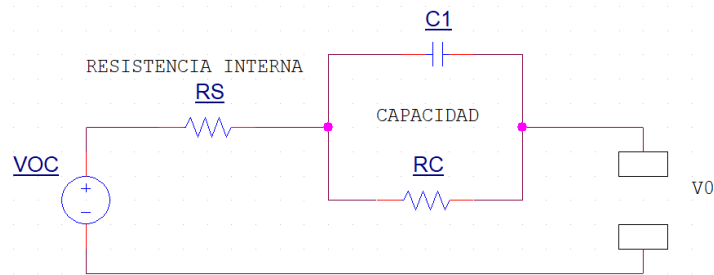 C1
RESISTENCIA INTERNA
RS
CAPACIDAD
VOC
RC
V0
+
−